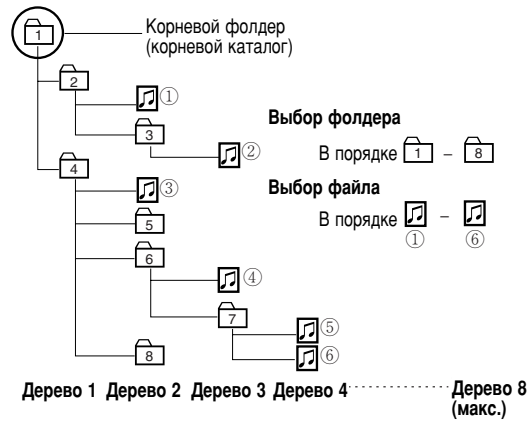 1
Корневой фолдер
(корневой каталог)
2
①
3
②
Выбор фолдера
В порядке 1 – 8
4
③
Выбор файла
5
В порядке –
① ⑥
6
④
7
⑤
⑥
8
Дерево 1 Дерево 2 Дерево 3 Дерево 4 ............... Дерево 8
(макс.)